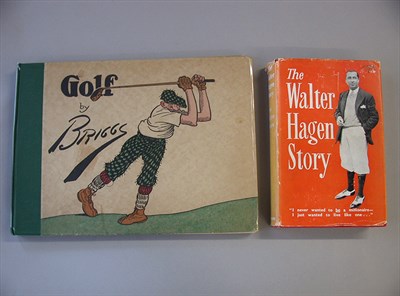 Golf
by
BRIGGS
The
Walter
Hagen
Story
"I never wanted to be a millionaire—
I just wanted to live like one..."